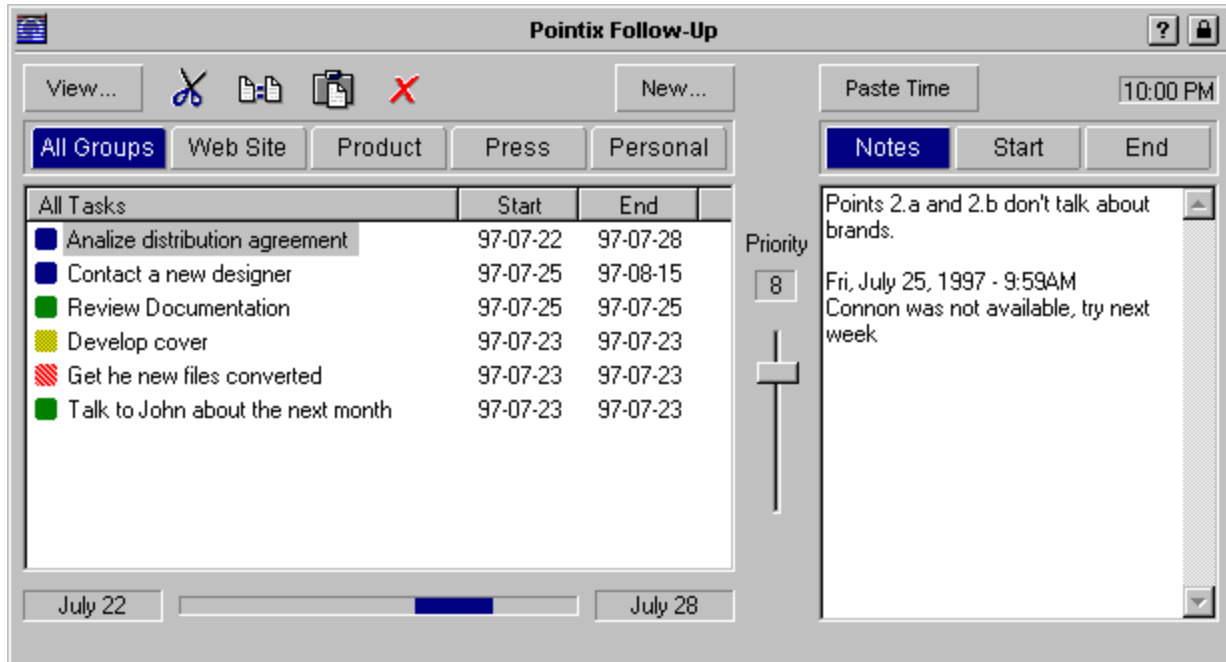 Pointix Follow-Up
?
View...
New...
Paste Time
10:00 PM
All Groups
Web Site
Product
Press
Personal
Notes
Start
End
All Tasks Start End
Analize distribution agreement 97-07-22 97-07-28
Contact a new designer 97-07-25 97-08-15
Review Documentation 97-07-25 97-07-25
Develop cover 97-07-23 97-07-23
Get he new files converted 97-07-23 97-07-23
Talk to John about the next month 97-07-23 97-07-23
July 22
July 28
Priority
8
Points 2.a and 2.b don't talk about
brands.
Fri, July 25, 1997 - 9:59AM
Connon was not available, try next
week